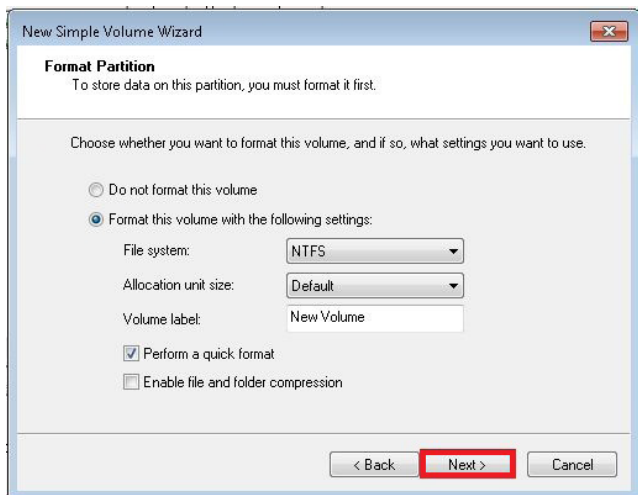 New Simple Volume Wizard
Format Partition
To store data on this partition, you must format it first.
Choose whether you want to format this volume, and if so, what settings you want to use.
Do not format this volume
Format this volume with the following settings:
File system: NTFS
Allocation unit size: Default
Volume label: New Volume
Perform a quick format
Enable file and folder compression
< Back Next > Cancel